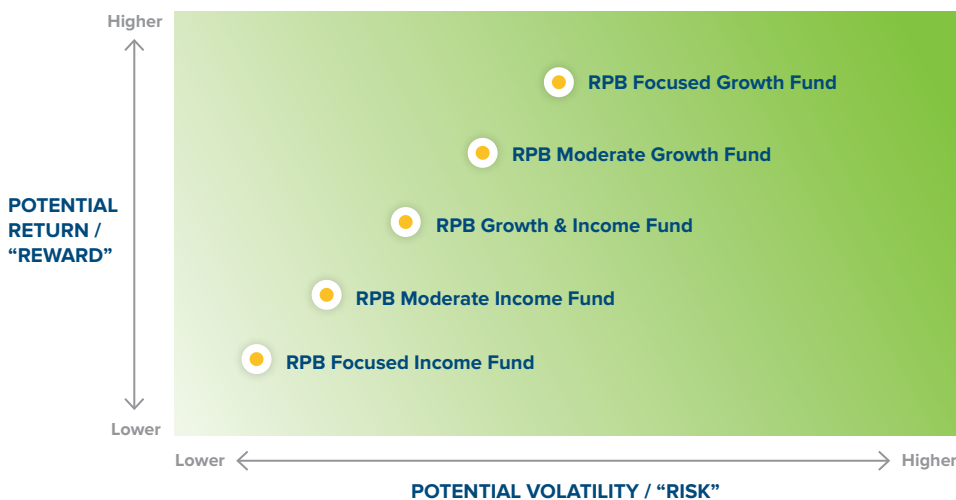 Higher
RPB Focused Growth Fund
RPB Moderate Growth Fund
POTENTIAL
RETURN /
“REWARD”
RPB Growth & Income Fund
RPB Moderate Income Fund
RPB Focused Income Fund
Lower
Lower
Higher
POTENTIAL VOLATILITY / “RISK”